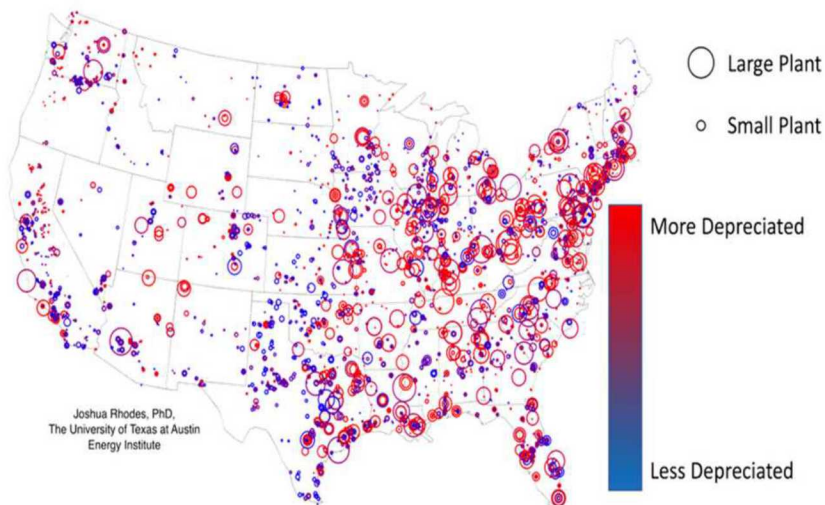 Large Plant
Small Plant
More Depreciated
Less Depreciated
Joshua Rhodes, PhD,
The University of Texas at Austin
Energy Institute